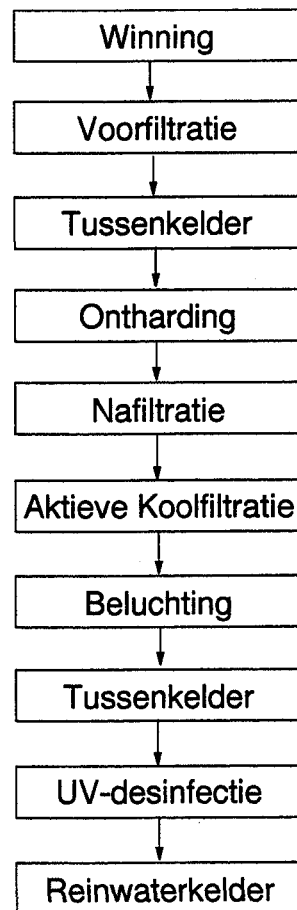 Winning
Voorfiltratie
Tussenkelder
Ontharding
Nafiltratie
Aktieve Koolfiltratie
Beluchting
Tussenkelder
UV-desinfectie
Reinwaterkelder